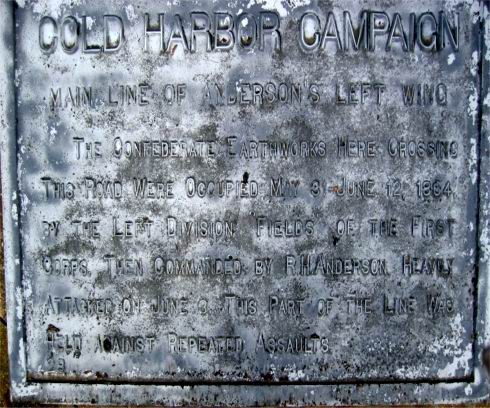 COLD HARBOR CAMPAIGN
MAIN LINE OF ANDERSON'S LEFT WING
THE CONFEDERATE EARTHWORKS HERE CROSSING
THIS ROAD WERE OCCUPIED MAY 31-JUNE 12, 1864,
BY THE LEFT DIVISION, FIELDS' OF THE FIRST
CORPS, THEN COMMANDED BY R.H.ANDERSON. HEAVILY
ATTACKED ON JUNE 3, THIS PART OF THE LINE WAS
HELD AGAINST REPEATED ASSAULTS.